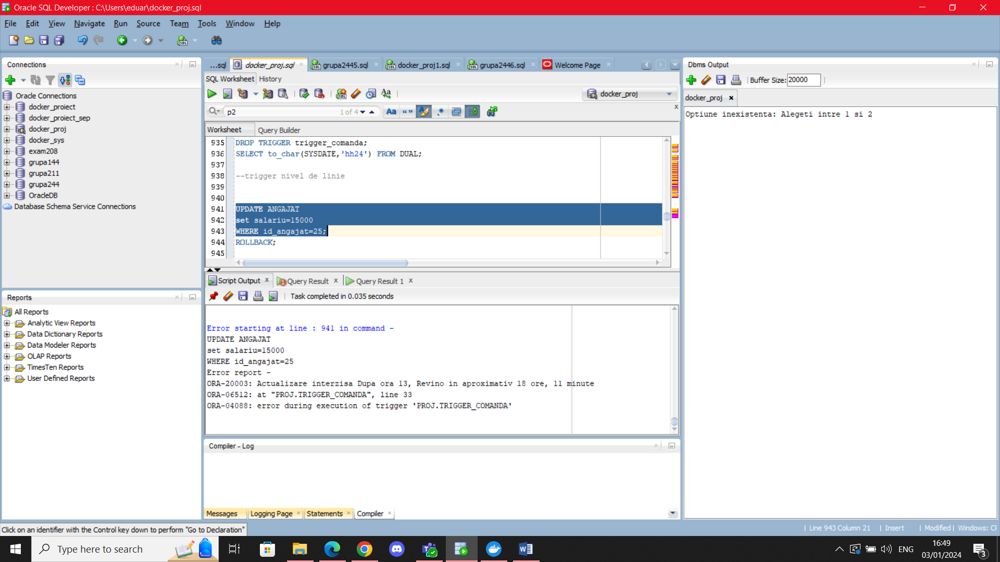 Oracle SQL Developer : C:\Users\eduar\docker_proj.sql
File Edit View Navigate Run Source Team Tools Window Help
Connections
Oracle Connections
docker_proiect
docker_proiect_sep
docker_proj
docker_sys
exam208
grupa144
grupa211
grupa244
OracleDB
Database Schema Service Connections
Reports
All Reports
Analytic View Reports
Data Dictionary Reports
Data Modeler Reports
OLAP Reports
TimesTen Reports
User Defined Reports
...sql docker_proj.sql grupa2445.sql docker_proj1.sql grupa2446.sql Welcome Page
SQL Worksheet History
docker_proj
p2 1 of 4 Aa
Worksheet Query Builder
935 DROP TRIGGER trigger_comanda;
936 SELECT to_char(SYSDATE,'hh24') FROM DUAL;
937
938 --trigger nivel de linie
939
940
941 UPDATE ANGAJAT
942 set salariu=15000
943 WHERE id_angajat=25;
944 ROLLBACK;
945
Script Output Query Result Query Result 1
Task completed in 0.035 seconds
Error starting at line : 941 in command -
UPDATE ANGAJAT
set salariu=15000
WHERE id_angajat=25
Error report -
ORA-20003: Actualizare interzisa Dupa ora 13, Revino in aproximativ 18 ore, 11 minute
ORA-06512: at "PROJ.TRIGGER_COMANDA", line 33
ORA-04088: error during execution of trigger 'PROJ.TRIGGER_COMANDA'
Compiler - Log
Messages Logging Page Statements Compiler
Dbms Output
Buffer Size: 20000
docker_proj
Optiune inexistenta: Alegeti intre 1 si 2
Click on an identifier with the Control key down to perform "Go to Declaration"
Line 943 Column 21 Insert Modified Windows: CF
Type here to search
ENG
16:49
03/01/2024
3